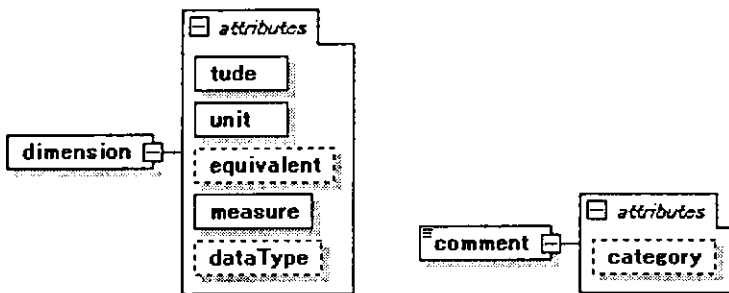 attributes
tude
unit
dimension
equivalent
measure
dataType
attributes
comment
category